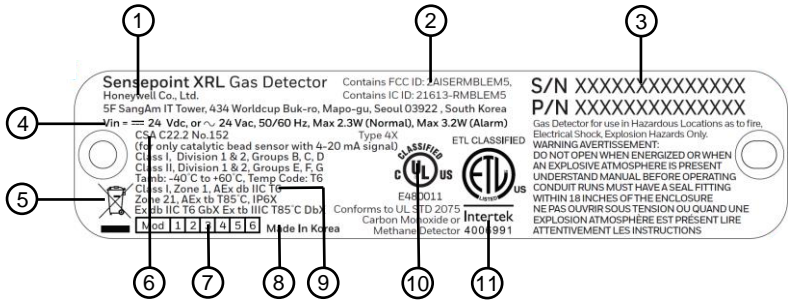 1
2
3
Sensepoint XRL Gas Detector
Honeywell Co., Ltd.
5F SangAm IT Tower, 434 Worldcup Buk-ro, Mapo-gu, Seoul 03922 , South Korea
Contains FCC ID: 2AISERMBLEM5,
Contains IC ID: 21613-RMBLEM5
S/N XXXXXXXXXXXXXX
P/N XXXXXXXXXXXXXX
4
Vin = ⎓ 24 Vdc, or ~ 24 Vac, 50/60 Hz, Max 2.3W (Normal), Max 3.2W (Alarm)
CSA C22.2 No.152
Type 4X
(for only catalytic bead sensor with 4-20 mA signal)
Class I, Division 1 & 2, Groups B, C, D
Class II, Division 1 & 2, Groups E, F, G
Tamb: -40˚C to +60˚C, Temp Code: T6
Class I, Zone 1, AEx db IIC T6
Zone 21, AEx tb T85˚C, IP6X
Ex db IIC T6 GbX Ex tb IIIC T85˚C DbX
5
Mod 1 2 3 4 5 6
Made In Korea
CLASSIFIED
C UL US
E480011
Conforms to UL STD 2075
Carbon Monoxide or
Methane Detector
ETL CLASSIFIED
ETL
LISTED
US
Intertek
4006991
Gas Detector for use in Hazardous Locations as to fire,
Electrical Shock, Explosion Hazards Only.
WARNING AVERTISSEMENT:
DO NOT OPEN WHEN ENERGIZED OR WHEN
AN EXPLOSIVE ATMOSPHERE IS PRESENT
UNDERSTAND MANUAL BEFORE OPERATING
CONDUIT RUNS MUST HAVE A SEAL FITTING
WITHIN 18 INCHES OF THE ENCLOSURE
NE PAS OUVRIR SOUS TENSION OU QUAND UNE
EXPLOSION ATMOSPHÈRE EST PRÉSENT LIRE
ATTENTIVEMENT LES INSTRUCTIONS
6
7
8
9
10
11